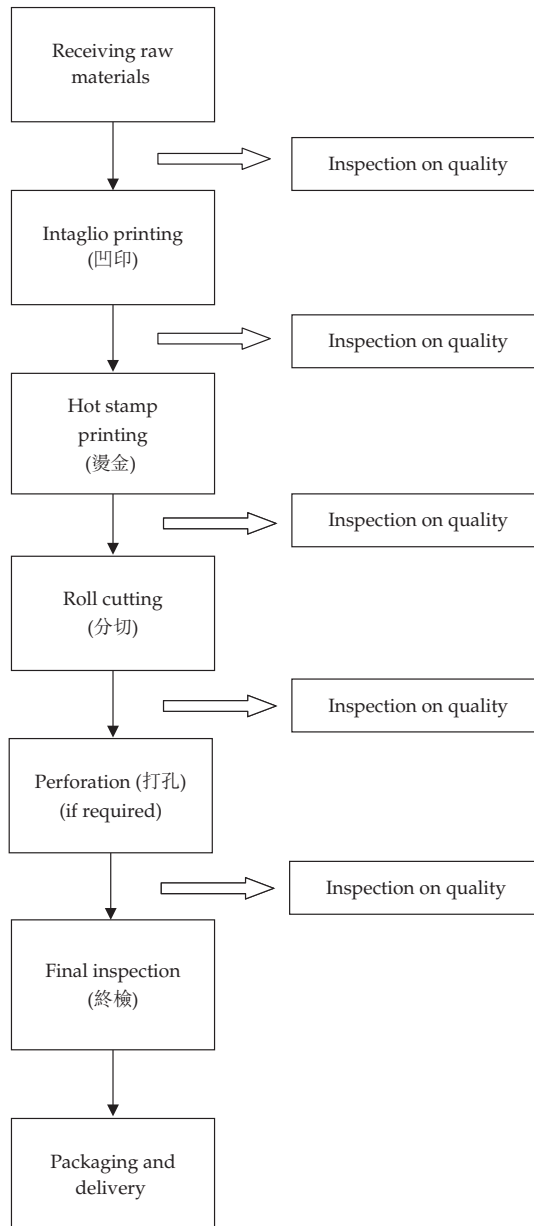 Receiving raw
materials
Inspection on quality
Intaglio printing
(凹印)
Inspection on quality
Hot stamp
printing
(燙金)
Inspection on quality
Roll cutting
(分切)
Inspection on quality
Perforation (打孔)
(if required)
Inspection on quality
Final inspection
(終檢)
Packaging and
delivery